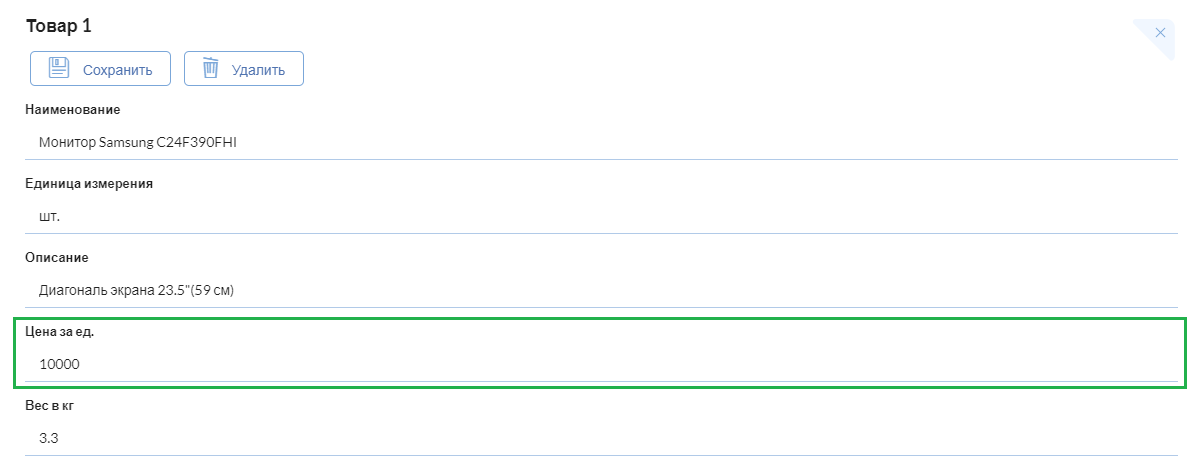 Товар 1
Сохранить Удалить
Наименование
Монитор Samsung C24F390FHI
Единица измерения
шт.
Описание
Диагональ экрана 23.5"(59 см)
Цена за ед.
10000
Вес в кг
3.3